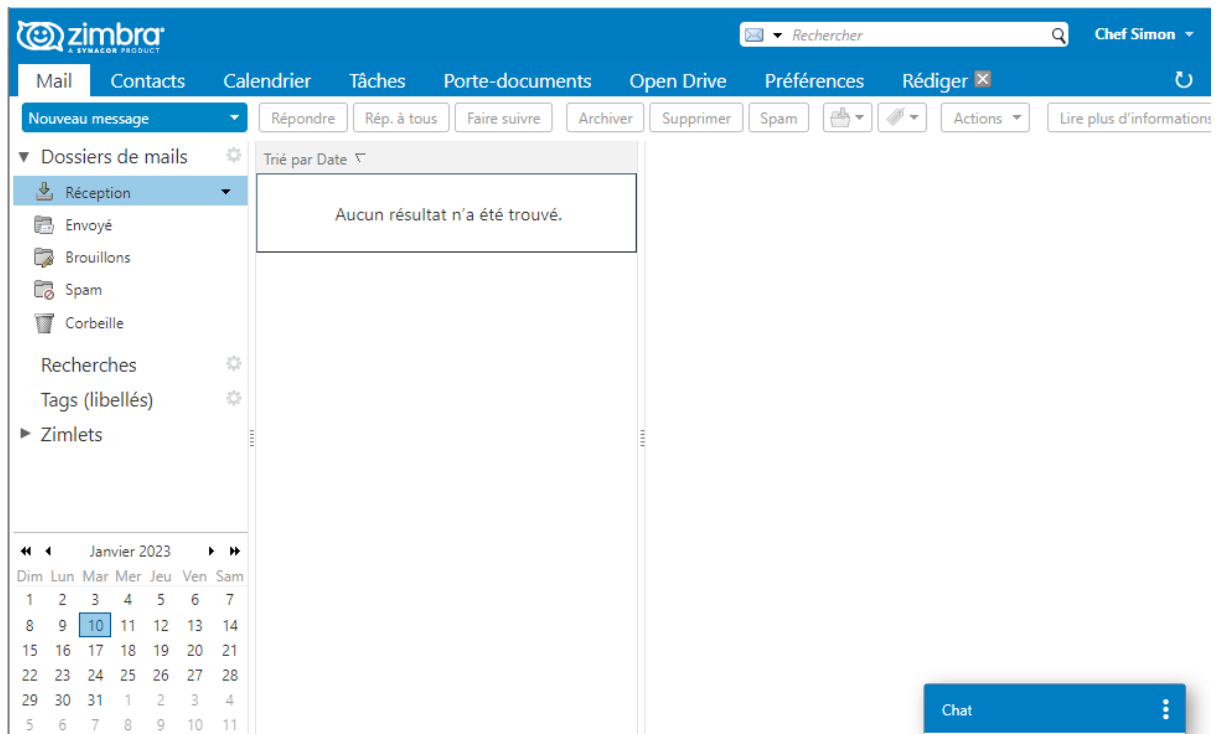 zimbra
A SYNACOR PRODUCT
Rechercher
Chef Simon
Mail Contacts Calendrier Tâches Porte-documents Open Drive Préférences Rédiger
Nouveau message Répondre Rép. à tous Faire suivre Archiver Supprimer Spam Actions Lire plus d'informations
Dossiers de mails
Réception
Envoyé
Brouillons
Spam
Corbeille
Recherches
Tags (libellés)
Zimlets
Trié par Date
Aucun résultat n'a été trouvé.
Janvier 2023
Dim Lun Mar Mer Jeu Ven Sam
1 2 3 4 5 6 7
8 9 10 11 12 13 14
15 16 17 18 19 20 21
22 23 24 25 26 27 28
29 30 31 1 2 3 4
5 6 7 8 9 10 11
Chat